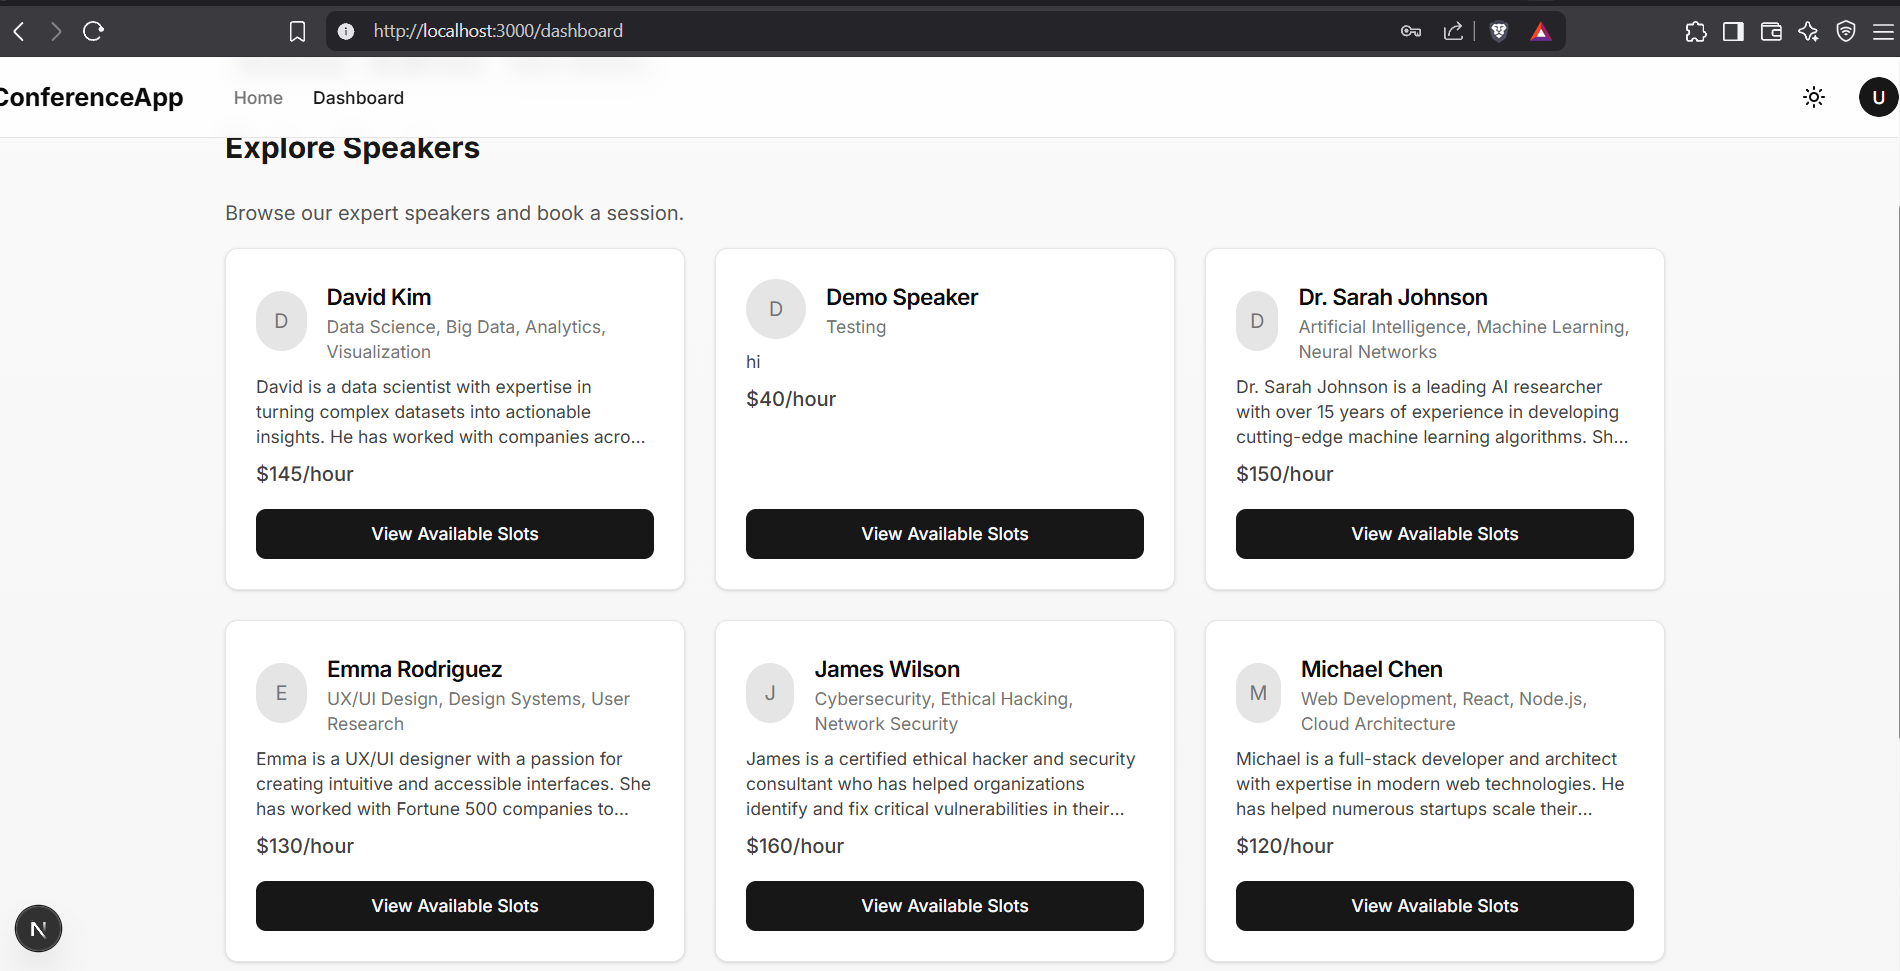 http://localhost:3000/dashboard
ConferenceApp
Home
Dashboard
U
Explore Speakers
Browse our expert speakers and book a session.
D
David Kim
Data Science, Big Data, Analytics,
Visualization
David is a data scientist with expertise in
turning complex datasets into actionable
insights. He has worked with companies acro...
$145/hour
View Available Slots
D
Demo Speaker
Testing
hi
$40/hour
View Available Slots
D
Dr. Sarah Johnson
Artificial Intelligence, Machine Learning,
Neural Networks
Dr. Sarah Johnson is a leading AI researcher
with over 15 years of experience in developing
cutting-edge machine learning algorithms. Sh...
$150/hour
View Available Slots
E
Emma Rodriguez
UX/UI Design, Design Systems, User
Research
Emma is a UX/UI designer with a passion for
creating intuitive and accessible interfaces. She
has worked with Fortune 500 companies to...
$130/hour
View Available Slots
J
James Wilson
Cybersecurity, Ethical Hacking,
Network Security
James is a certified ethical hacker and security
consultant who has helped organizations
identify and fix critical vulnerabilities in their...
$160/hour
View Available Slots
M
Michael Chen
Web Development, React, Node.js,
Cloud Architecture
Michael is a full-stack developer and architect
with expertise in modern web technologies. He
has helped numerous startups scale their...
$120/hour
View Available Slots
N